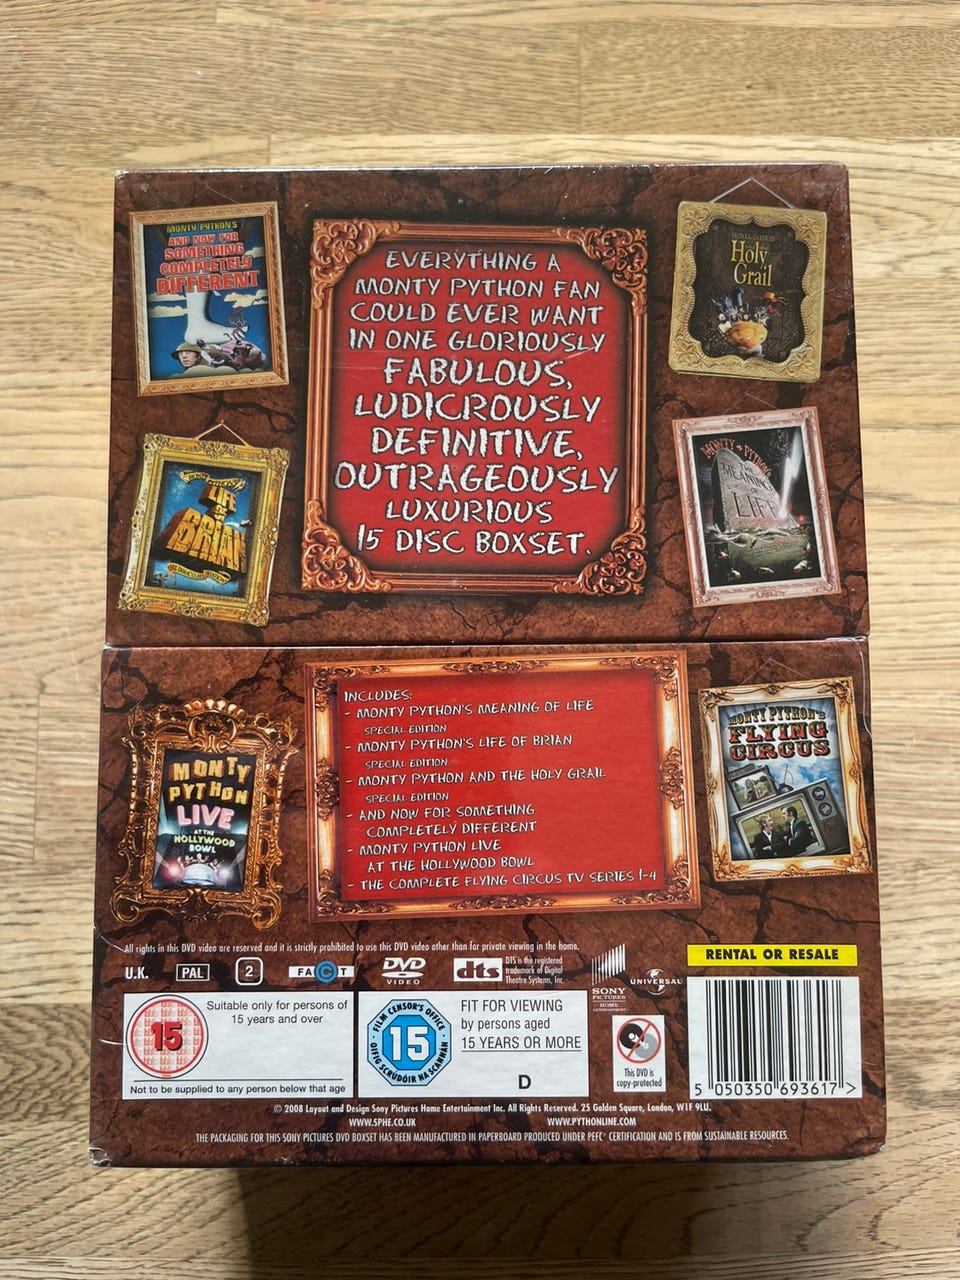 MONTY PYTHON'S
AND NOW FOR
SOMETHING
COMPLETELY
DIFFERENT
EVERYTHING A
MONTY PYTHON FAN
COULD EVER WANT
IN ONE GLORIOUSLY
FABULOUS,
LUDICROUSLY
DEFINITIVE,
OUTRAGEOUSLY
LUXURIOUS
15 DISC BOXSET.
Holy
Grail
MONTY PYTHON'S
LIFE
OF
BRIAN
MONTY PYTHON'S
THE
MEANING
OF
LIFE
MONTY
PYTHON
LIVE
AT THE
HOLLYWOOD
BOWL
INCLUDES:
- MONTY PYTHON'S MEANING OF LIFE
SPECIAL EDITION
- MONTY PYTHON'S LIFE OF BRIAN
SPECIAL EDITION
- MONTY PYTHON AND THE HOLY GRAIL
SPECIAL EDITION
- AND NOW FOR SOMETHING
COMPLETELY DIFFERENT
- MONTY PYTHON LIVE
AT THE HOLLYWOOD BOWL
- THE COMPLETE FLYING CIRCUS TV SERIES 1-4
MONTY PYTHON'S
FLYING
CIRCUS
All rights in this DVD video are reserved and it is strictly prohibited to use this DVD video other than for private viewing in the home.
U.K.
PAL
2
FACT
DVD
VIDEO
dts
DTS is the registered
trademark of Digital
Theatre Systems, Inc.
SONY
PICTURES
HOME
ENTERTAINMENT
UNIVERSAL
RENTAL OR RESALE
15
Suitable only for persons of
15 years and over
Not to be supplied to any person below that age
FILM CENSOR'S OFFICE
15
OIFIG SCRÚDÓIR NA SCANNÁN
FIT FOR VIEWING
by persons aged
15 YEARS OR MORE
D
This DVD is
copy-protected
5 050350 693617 >
© 2008 Layout and Design Sony Pictures Home Entertainment Inc. All Rights Reserved. 25 Golden Square, London, W1F 9LU.
WWW.SPHE.CO.UK
WWW.PYTHONLINE.COM
THE PACKAGING FOR THIS SONY PICTURES DVD BOXSET HAS BEEN MANUFACTURED IN PAPERBOARD PRODUCED UNDER PEFC™ CERTIFICATION AND IS FROM SUSTAINABLE RESOURCES.